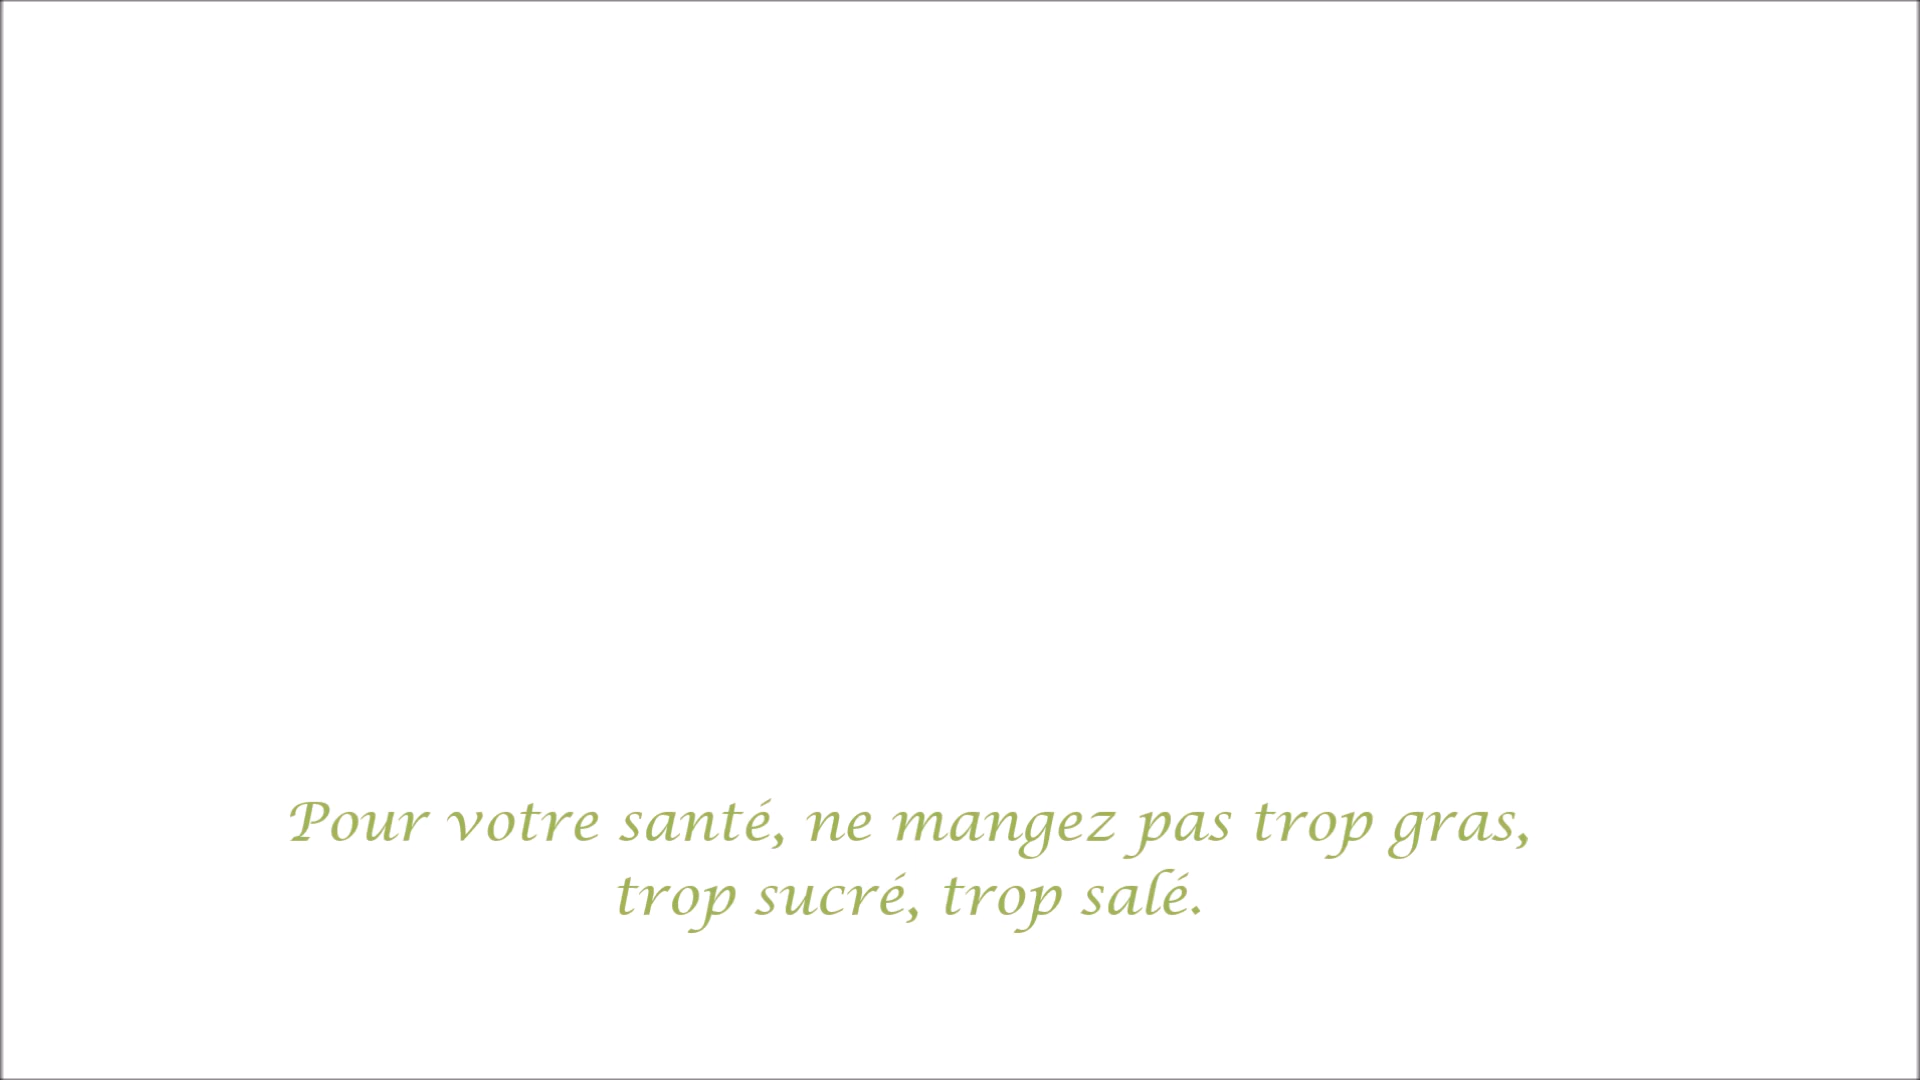 Pour votre santé, ne mangez pas trop gras,
trop sucré, trop salé.